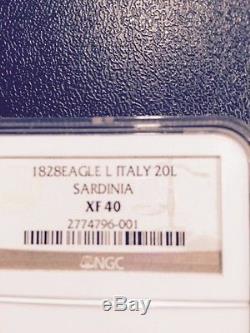 1828EAGLE L ITALY 20L
SARDINIA
XF 40
2774796-001
NGC